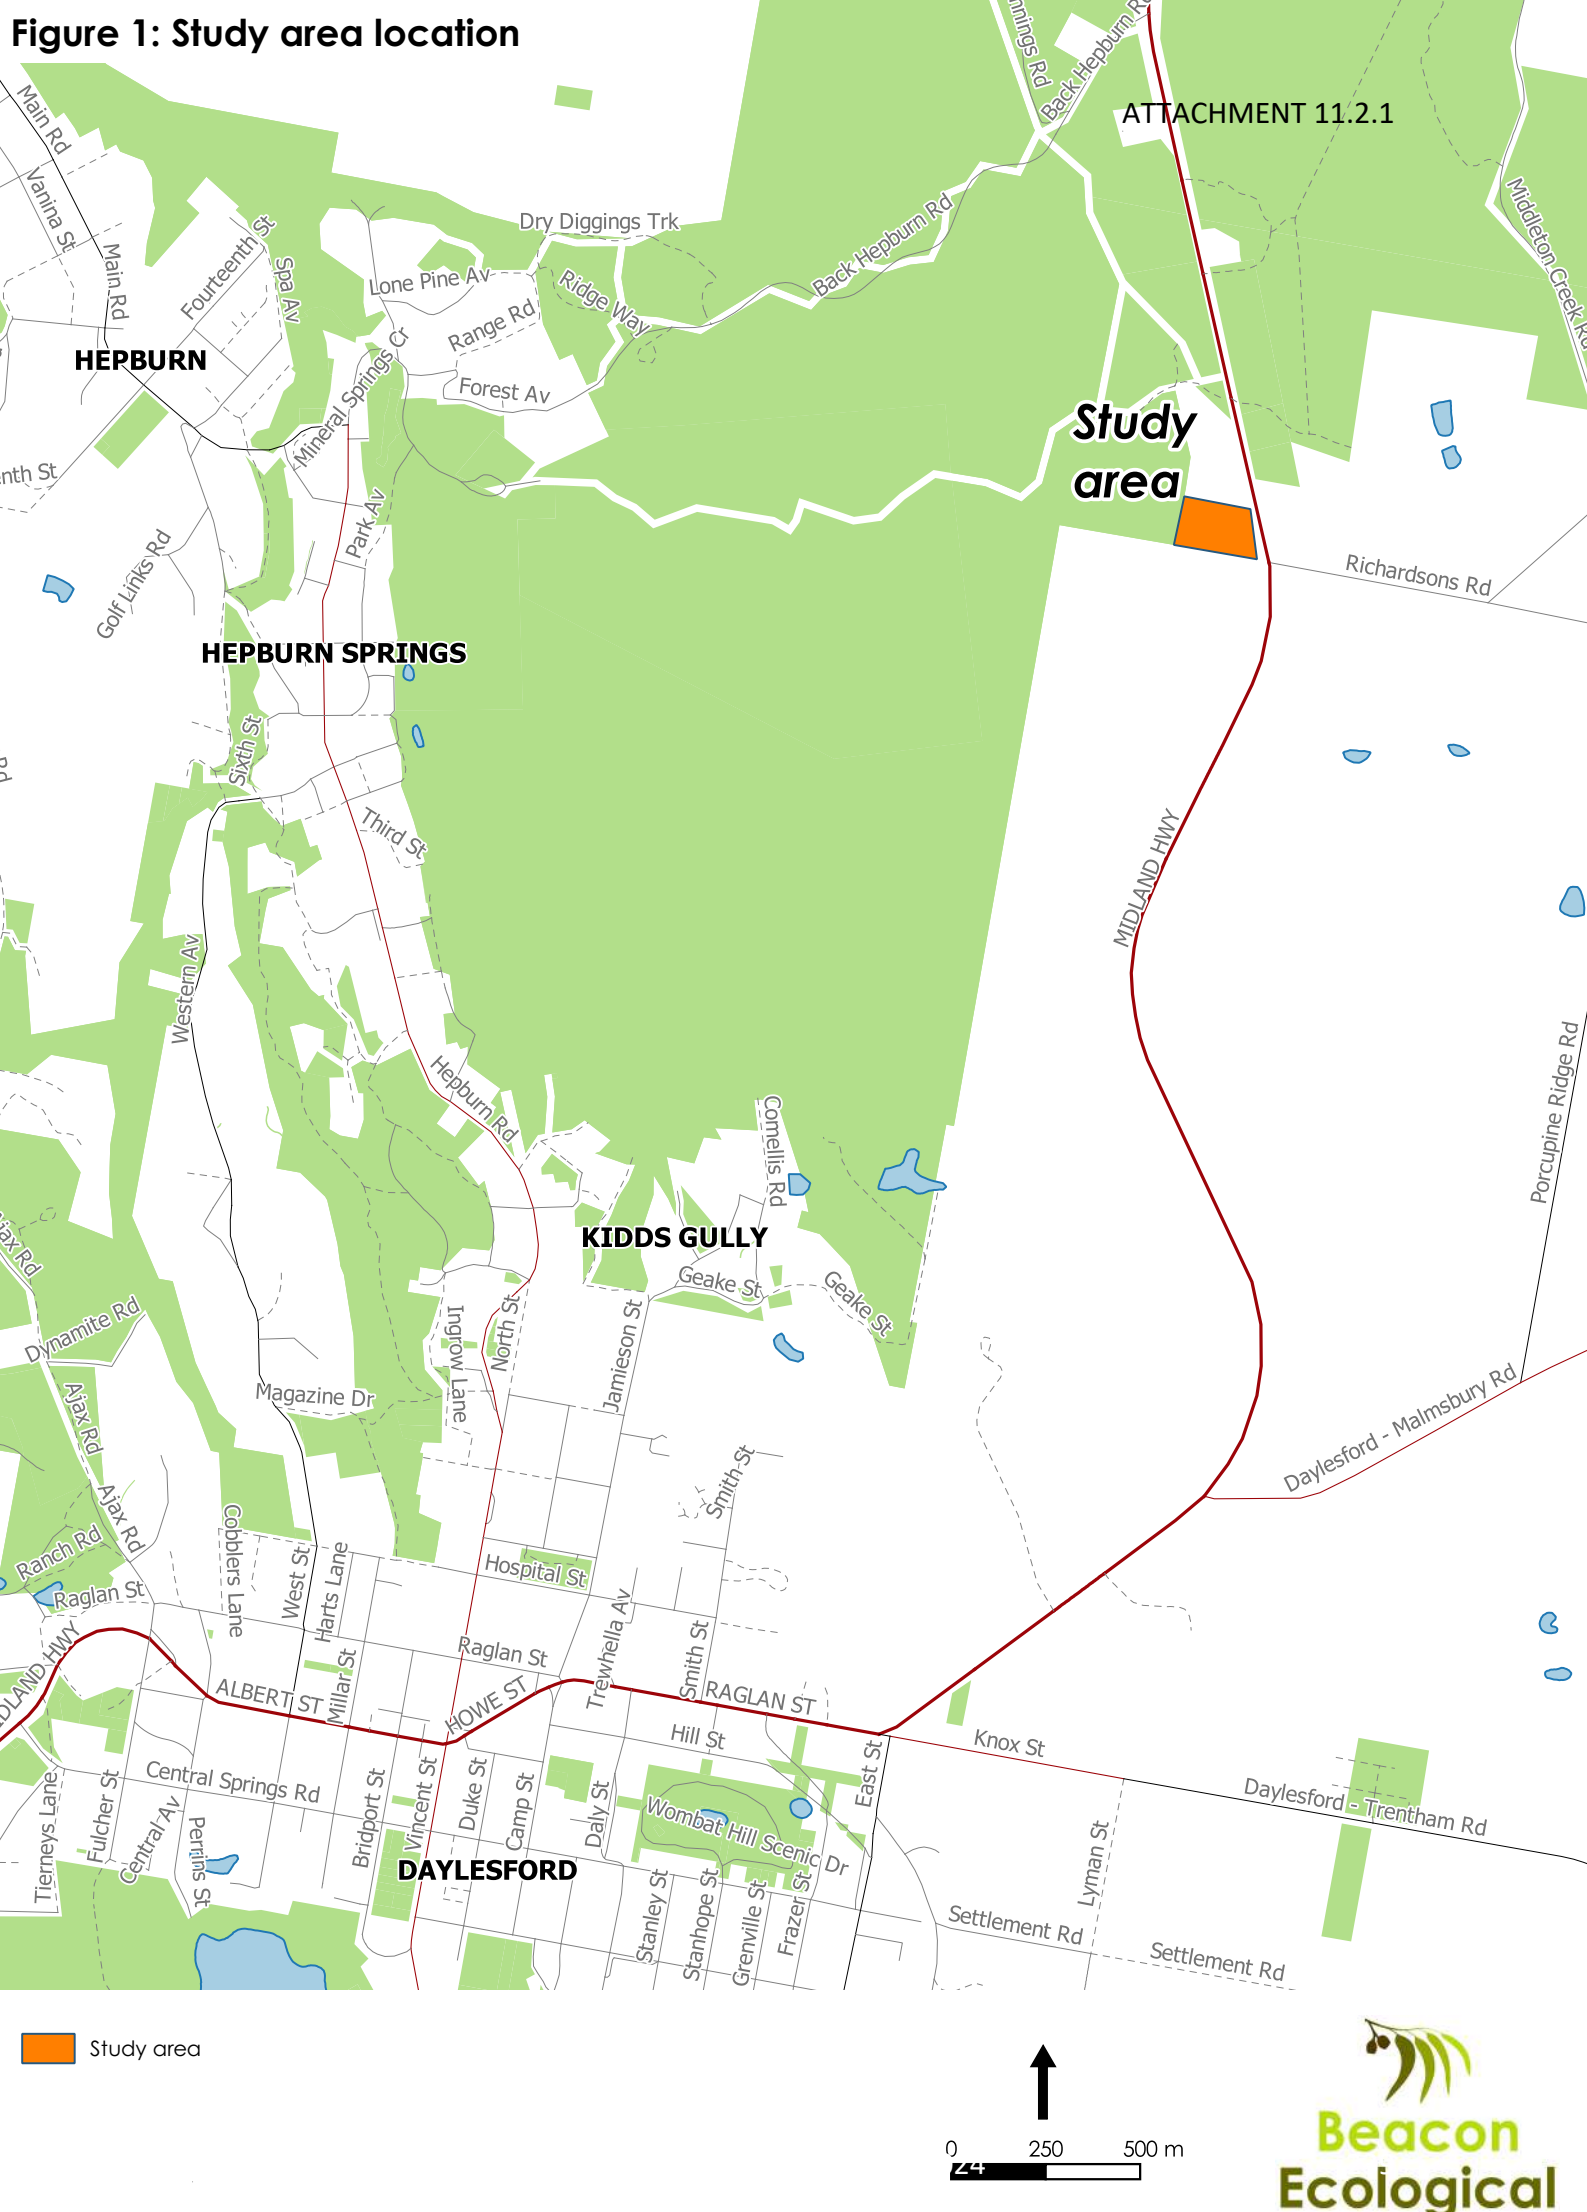 Figure 1: Study area location
ATTACHMENT 11.2.1
Main Rd
Vanina St
Main Rd
Fourteenth St
Spa Av
Lone Pine Av
Dry Diggings Trk
Ridge Way
Range Rd
Forest Av
Back Hepburn Rd
Back Hepburn Rd
Middleton Creek Rd
HEPBURN
Mineral Springs Cr
Study
area
Park Av
Golf Links Rd
Richardsons Rd
HEPBURN SPRINGS
Sixth St
Third St
MIDLAND HWY
Western Av
Hepburn Rd
Porcupine Ridge Rd
Comellis Rd
KIDDS GULLY
Geake St
Geake St
Dynamite Rd
Ingrow Lane
North St
Jamieson St
Magazine Dr
Ajax Rd
Daylesford - Malmsbury Rd
Smith St
Ajax Rd
Ranch Rd
Cobblers Lane
West St
Harts Lane
Hospital St
Raglan St
Trewhella Av
Smith St
Raglan St
Millar St
ALBERT ST
HOWE ST
RAGLAN ST
Hill St
Knox St
East St
Central Springs Rd
Daylesford - Trentham Rd
Tierneys Lane
Fulcher St
Central Av
Perrins St
Bridport St
Vincent St
Duke St
Camp St
Daly St
Wombat Hill Scenic Dr
Lyman St
DAYLESFORD
Stanley St
Stanhope St
Grenville St
Frazer St
Settlement Rd
Settlement Rd
Study area
0 250 500 m
24
Beacon
Ecological